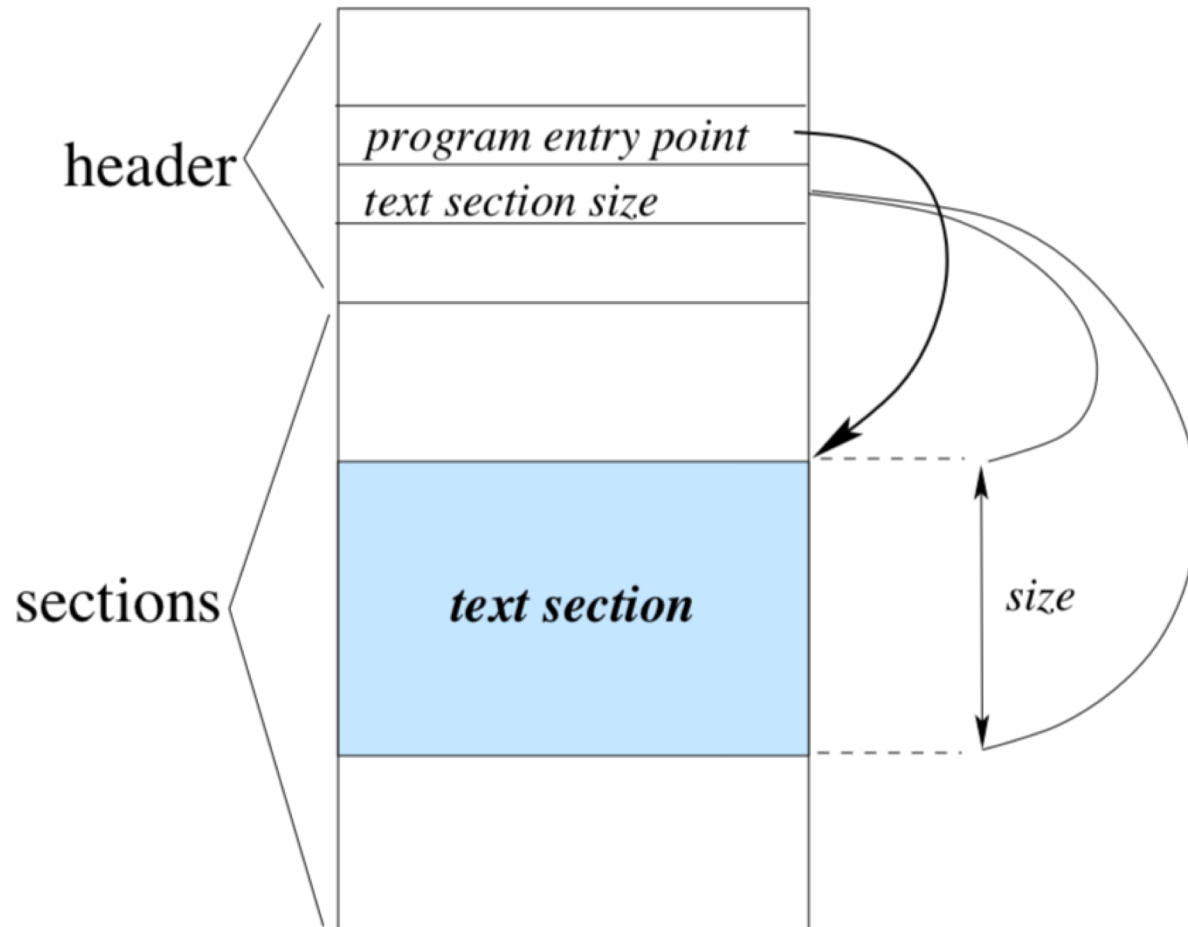 program entry point
header
text section size
sections
text section
size